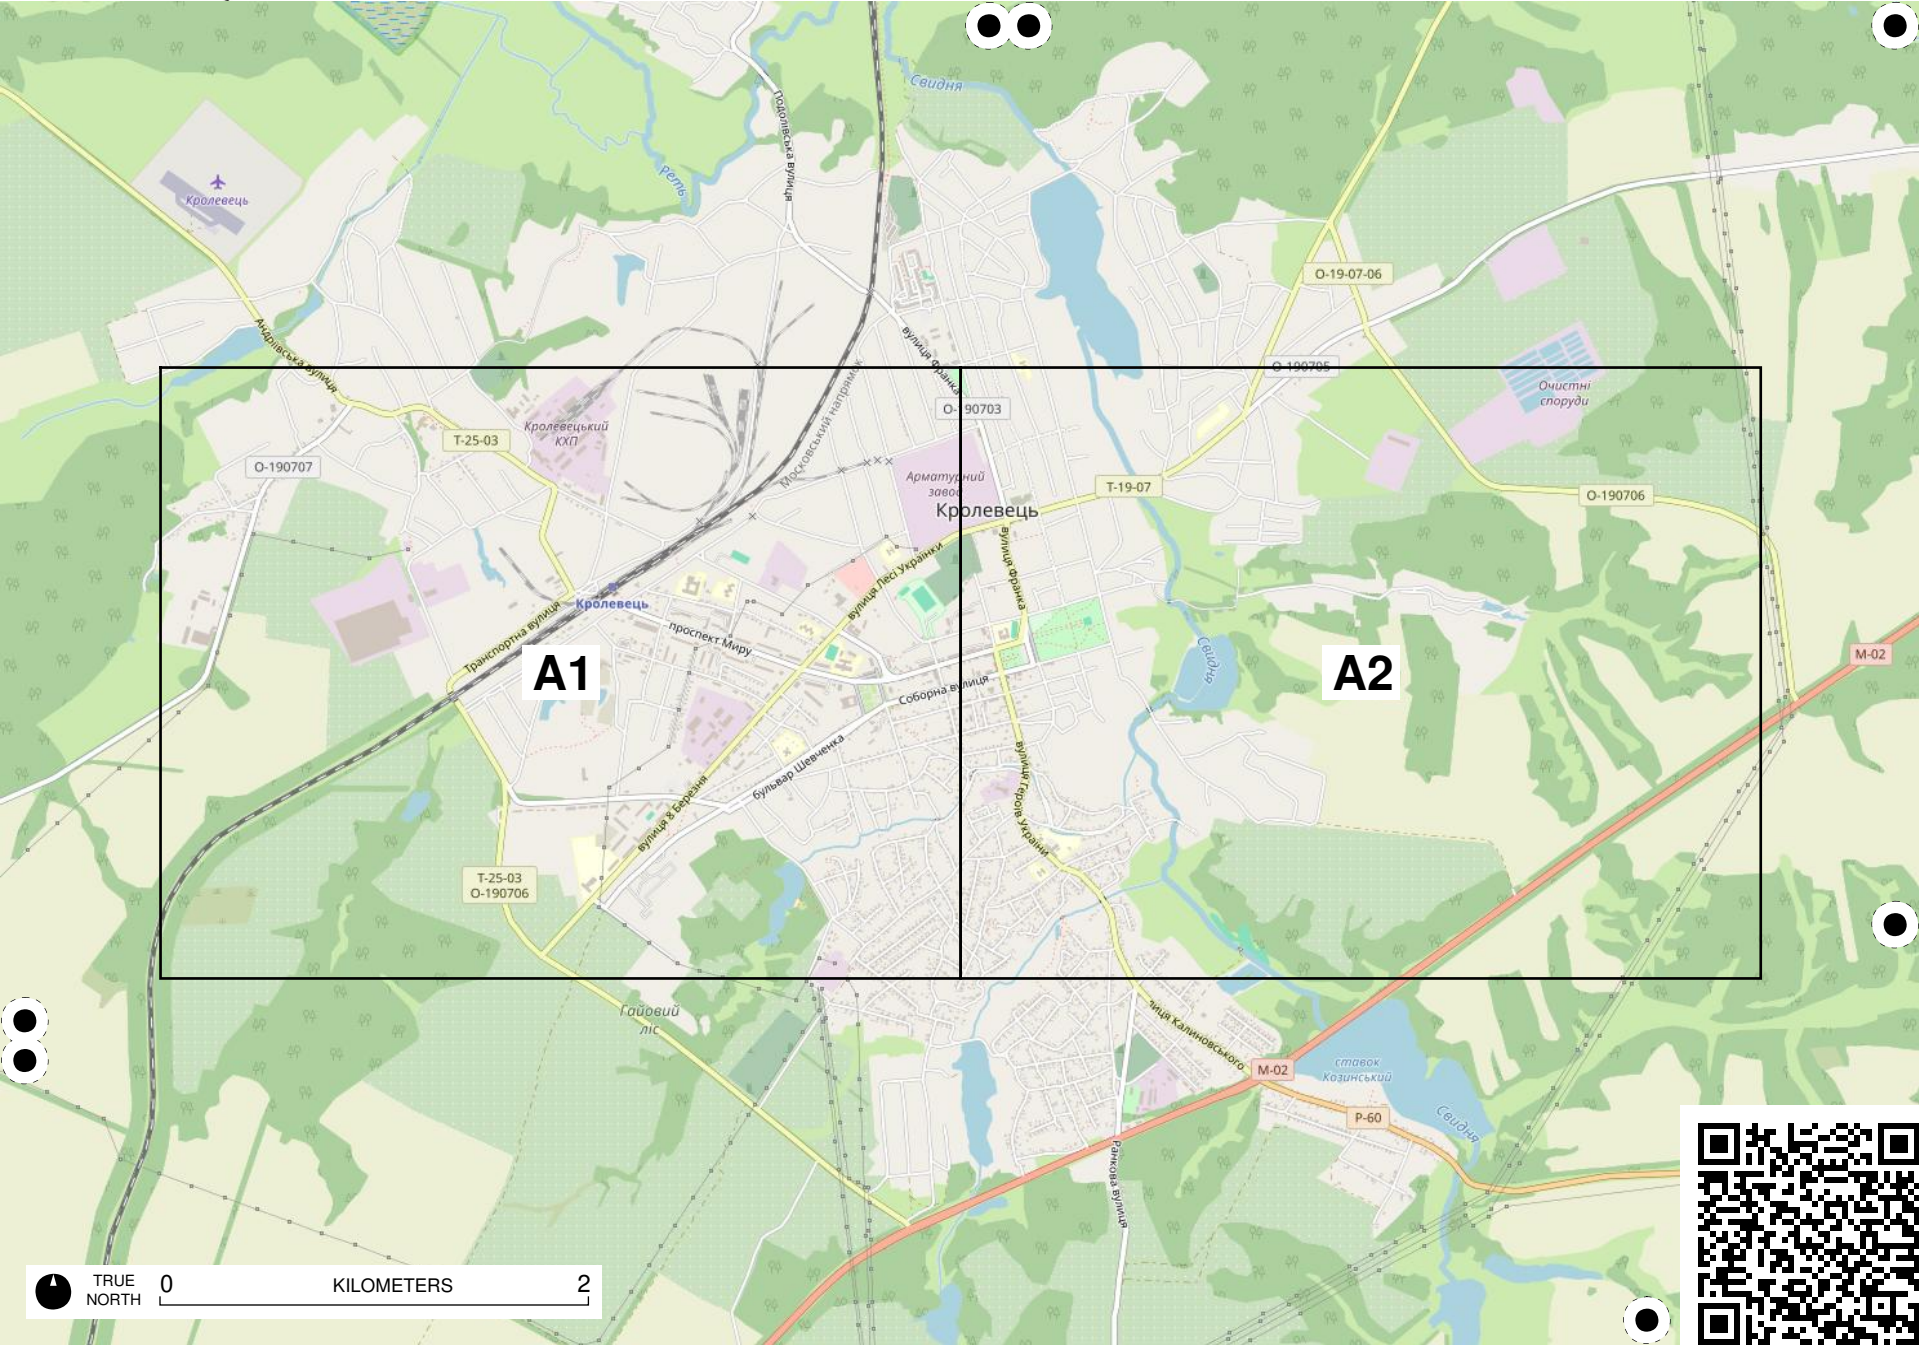 Свидня
Подолівська вулиця
Реть
Кролевець
О-19-07-06
Андріївська вулиця
вулиця Франка
О-190705
Московський напрямок
Очистні
споруди
О-190703
Кролевецький
КХП
Т-25-03
О-190707
Арматурний
завод
Т-19-07
О-190706
Кролевець
вулиця Лесі Українки
вулиця Франка
Кролевець
Транспортна вулиця
проспект Миру
Свидня
М-02
A1
A2
Соборна вулиця
бульвар Шевченка
вулиця Героїв України
вулиця 8 Березня
Т-25-03
О-190706
Гайовий
ліс
лиця Калиновського
М-02
ставок
Козинський
Р-60
Свидня
Ранкова вулиця
TRUE
NORTH
0 KILOMETERS 2